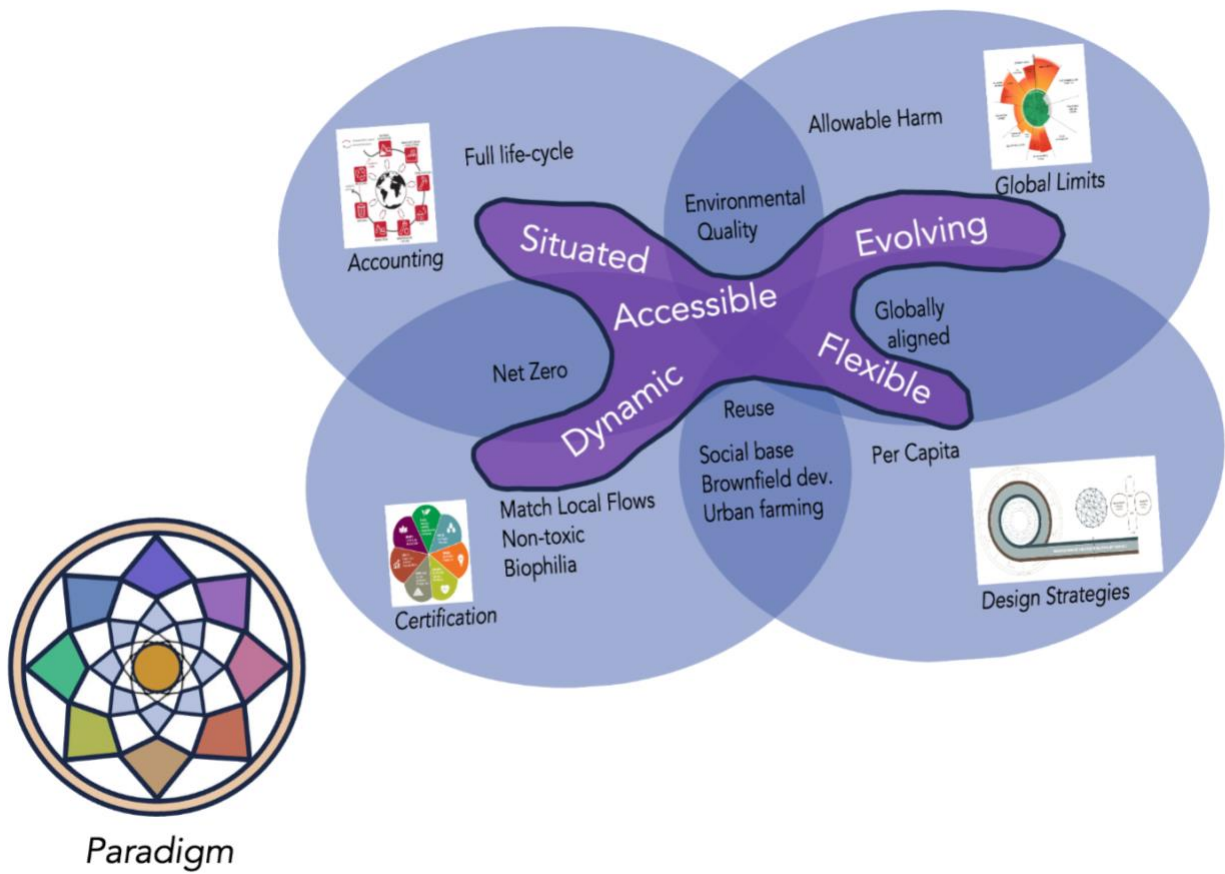 Allowable Harm
Full life-cycle
Global Limits
Environmental
Quality
Situated
Evolving
Accounting
Accessible
Globally
aligned
Flexible
Net Zero
Dynamic
Reuse
Per Capita
Social base
Brownfield dev.
Urban farming
Match Local Flows
Non-toxic
Biophilia
Design Strategies
Certification
Paradigm